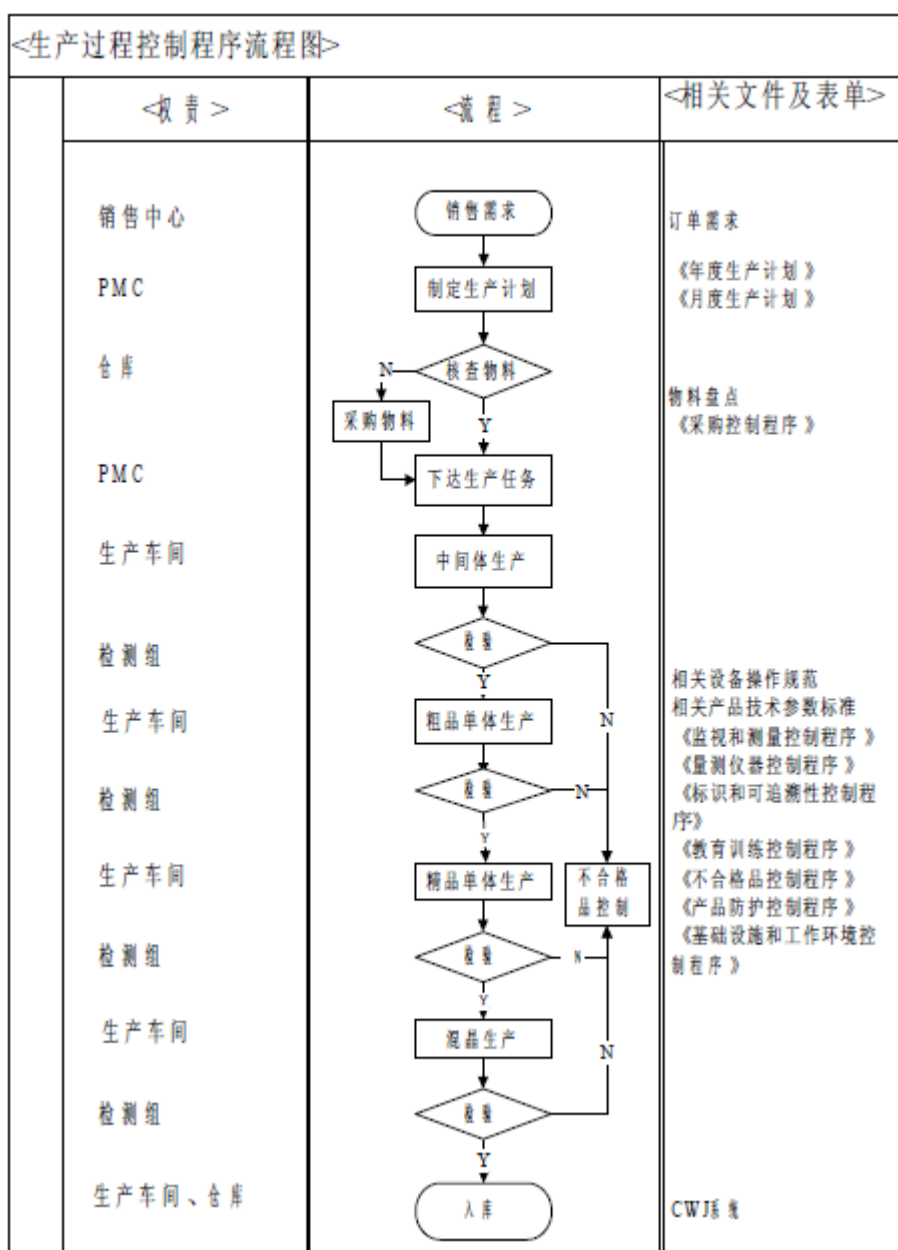 <生产过程控制程序流程图>
<权责>
<流程>
<相关文件及表单>
销售中心
销售需求
订单需求
PMC
制定生产计划
《年度生产计划》
《月度生产计划》
仓库
核查物料
N
采购物料
Y
物料盘点
《采购控制程序》
PMC
下达生产任务
生产车间
中间体生产
检测组
检验
Y
N
生产车间
粗品单体生产
检测组
检验
N
Y
生产车间
精品单体生产
不合格
品控制
检测组
检验
N
Y
生产车间
混晶生产
N
检测组
检验
Y
相关设备操作规范
相关产品技术参数标准
《监视和测量控制程序》
《量测仪器控制程序》
《标识和可追溯性控制程
序》
《教育训练控制程序》
《不合格品控制程序》
《产品防护控制程序》
《基础设施和工作环境控
制程序》
生产车间、仓库
入库
CWJ系统